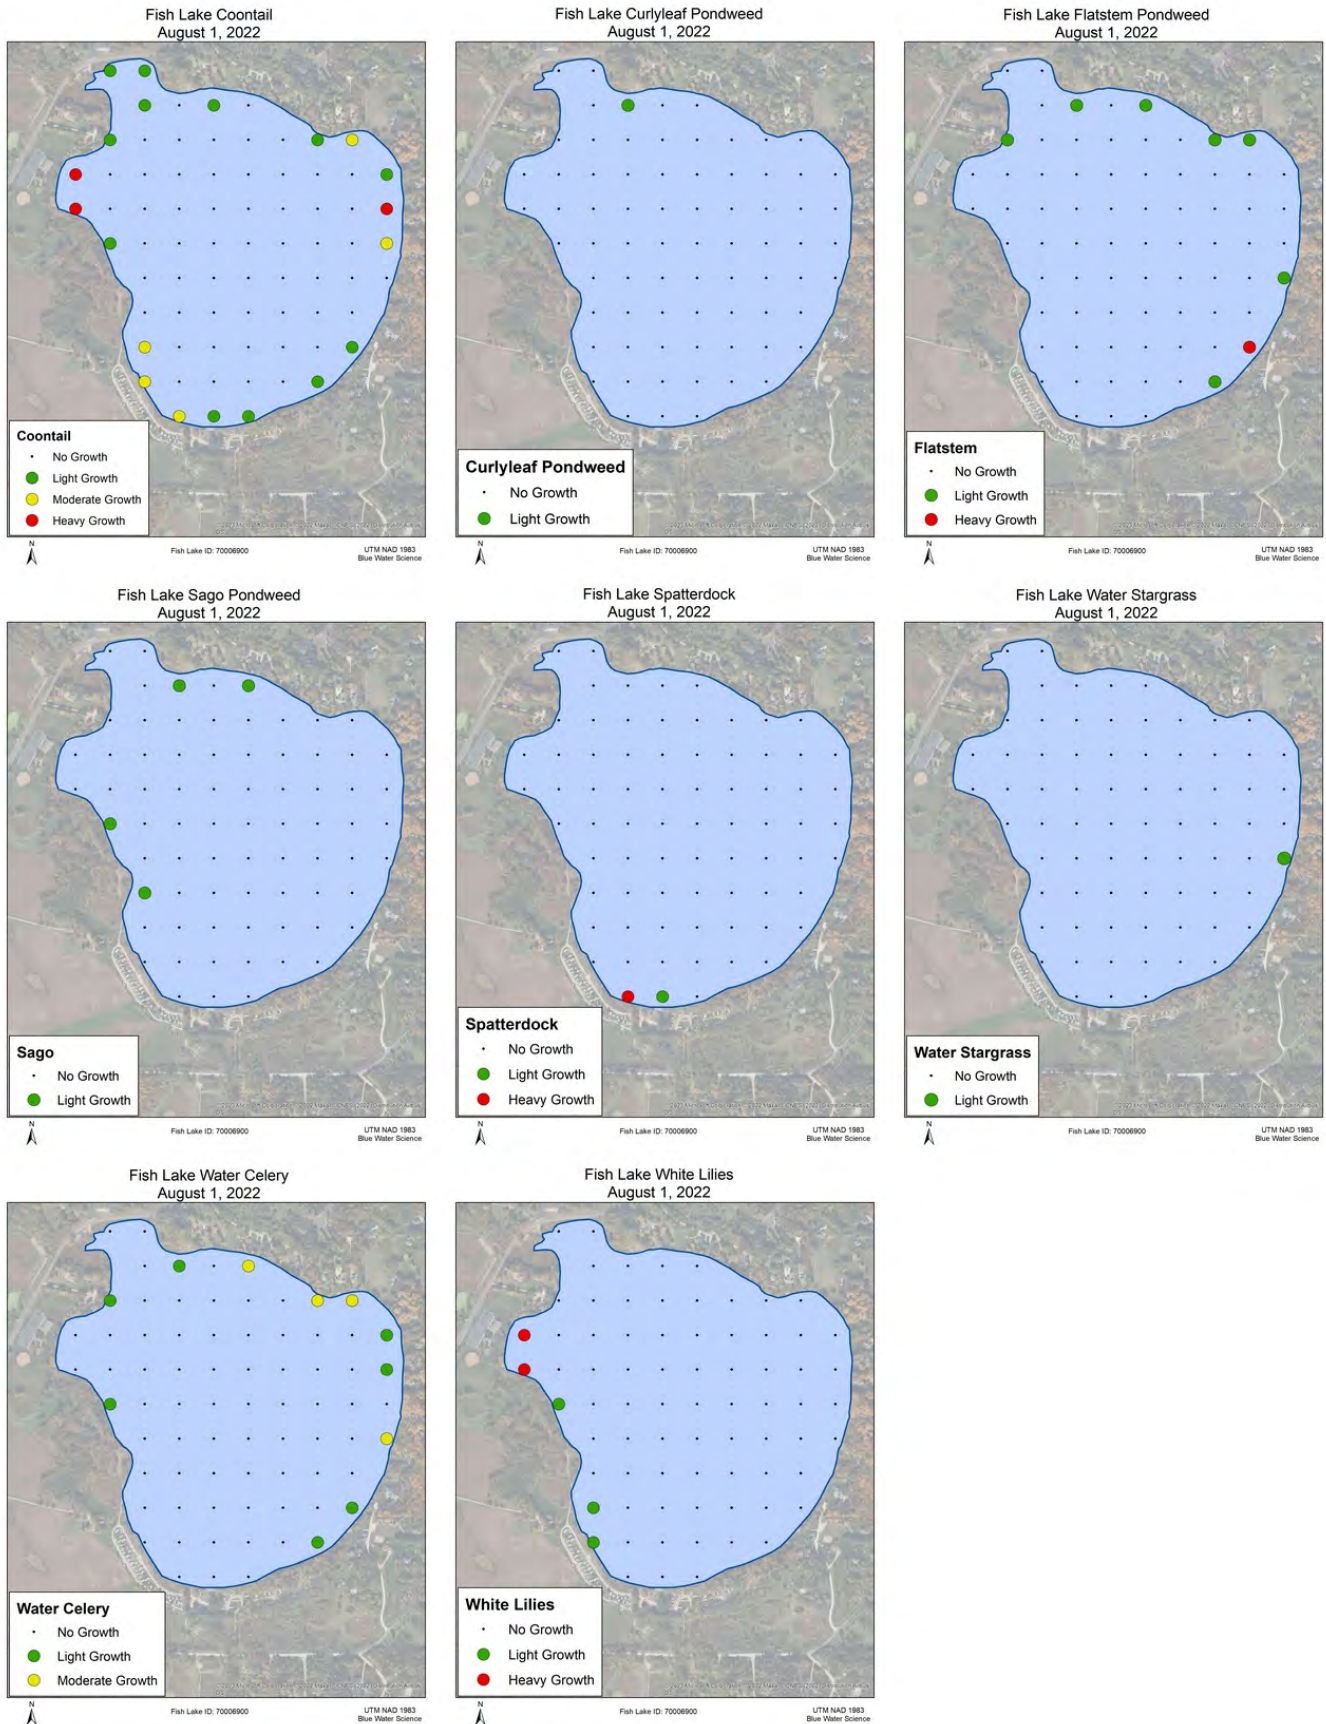 Fish Lake Coontail
August 1, 2022
Coontail
No Growth
Light Growth
Moderate Growth
Heavy Growth
N
Fish Lake ID: 70006900
UTM NAD 1983
Blue Water Science
Fish Lake Curlyleaf Pondweed
August 1, 2022
Curlyleaf Pondweed
No Growth
Light Growth
N
Fish Lake ID: 70006900
UTM NAD 1983
Blue Water Science
Fish Lake Flatstem Pondweed
August 1, 2022
Flatstem
No Growth
Light Growth
Heavy Growth
N
Fish Lake ID: 70006900
UTM NAD 1983
Blue Water Science
Fish Lake Sago Pondweed
August 1, 2022
Sago
No Growth
Light Growth
N
Fish Lake ID: 70006900
UTM NAD 1983
Blue Water Science
Fish Lake Spatterdock
August 1, 2022
Spatterdock
No Growth
Light Growth
Heavy Growth
N
Fish Lake ID: 70006900
UTM NAD 1983
Blue Water Science
Fish Lake Water Stargrass
August 1, 2022
Water Stargrass
No Growth
Light Growth
N
Fish Lake ID: 70006900
UTM NAD 1983
Blue Water Science
Fish Lake Water Celery
August 1, 2022
Water Celery
No Growth
Light Growth
Moderate Growth
N
Fish Lake ID: 70006900
UTM NAD 1983
Blue Water Science
Fish Lake White Lilies
August 1, 2022
White Lilies
No Growth
Light Growth
Heavy Growth
N
Fish Lake ID: 70006900
UTM NAD 1983
Blue Water Science